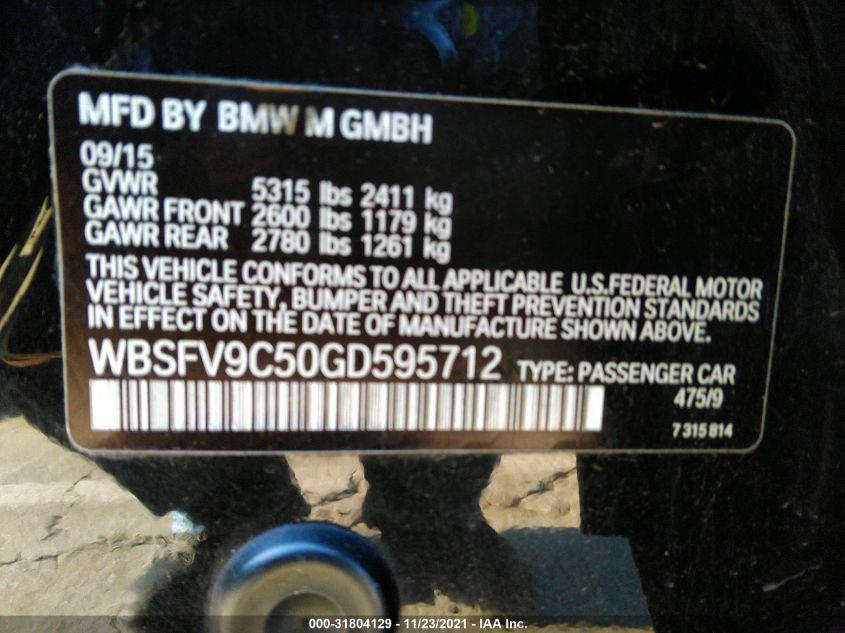 MFD BY BMW M GMBH
09/15
GVWR 5315 lbs 2411 kg
GAWR FRONT 2600 lbs 1179 kg
GAWR REAR 2780 lbs 1261 kg
THIS VEHICLE CONFORMS TO ALL APPLICABLE U.S.FEDERAL MOTOR
VEHICLE SAFETY, BUMPER AND THEFT PREVENTION STANDARDS
IN EFFECT ON THE DATE OF MANUFACTURE SHOWN ABOVE.
WBSFV9C50GD595712 TYPE: PASSENGER CAR
475/9
7 315 814
000-31804129 - 11/23/2021 - IAA Inc.